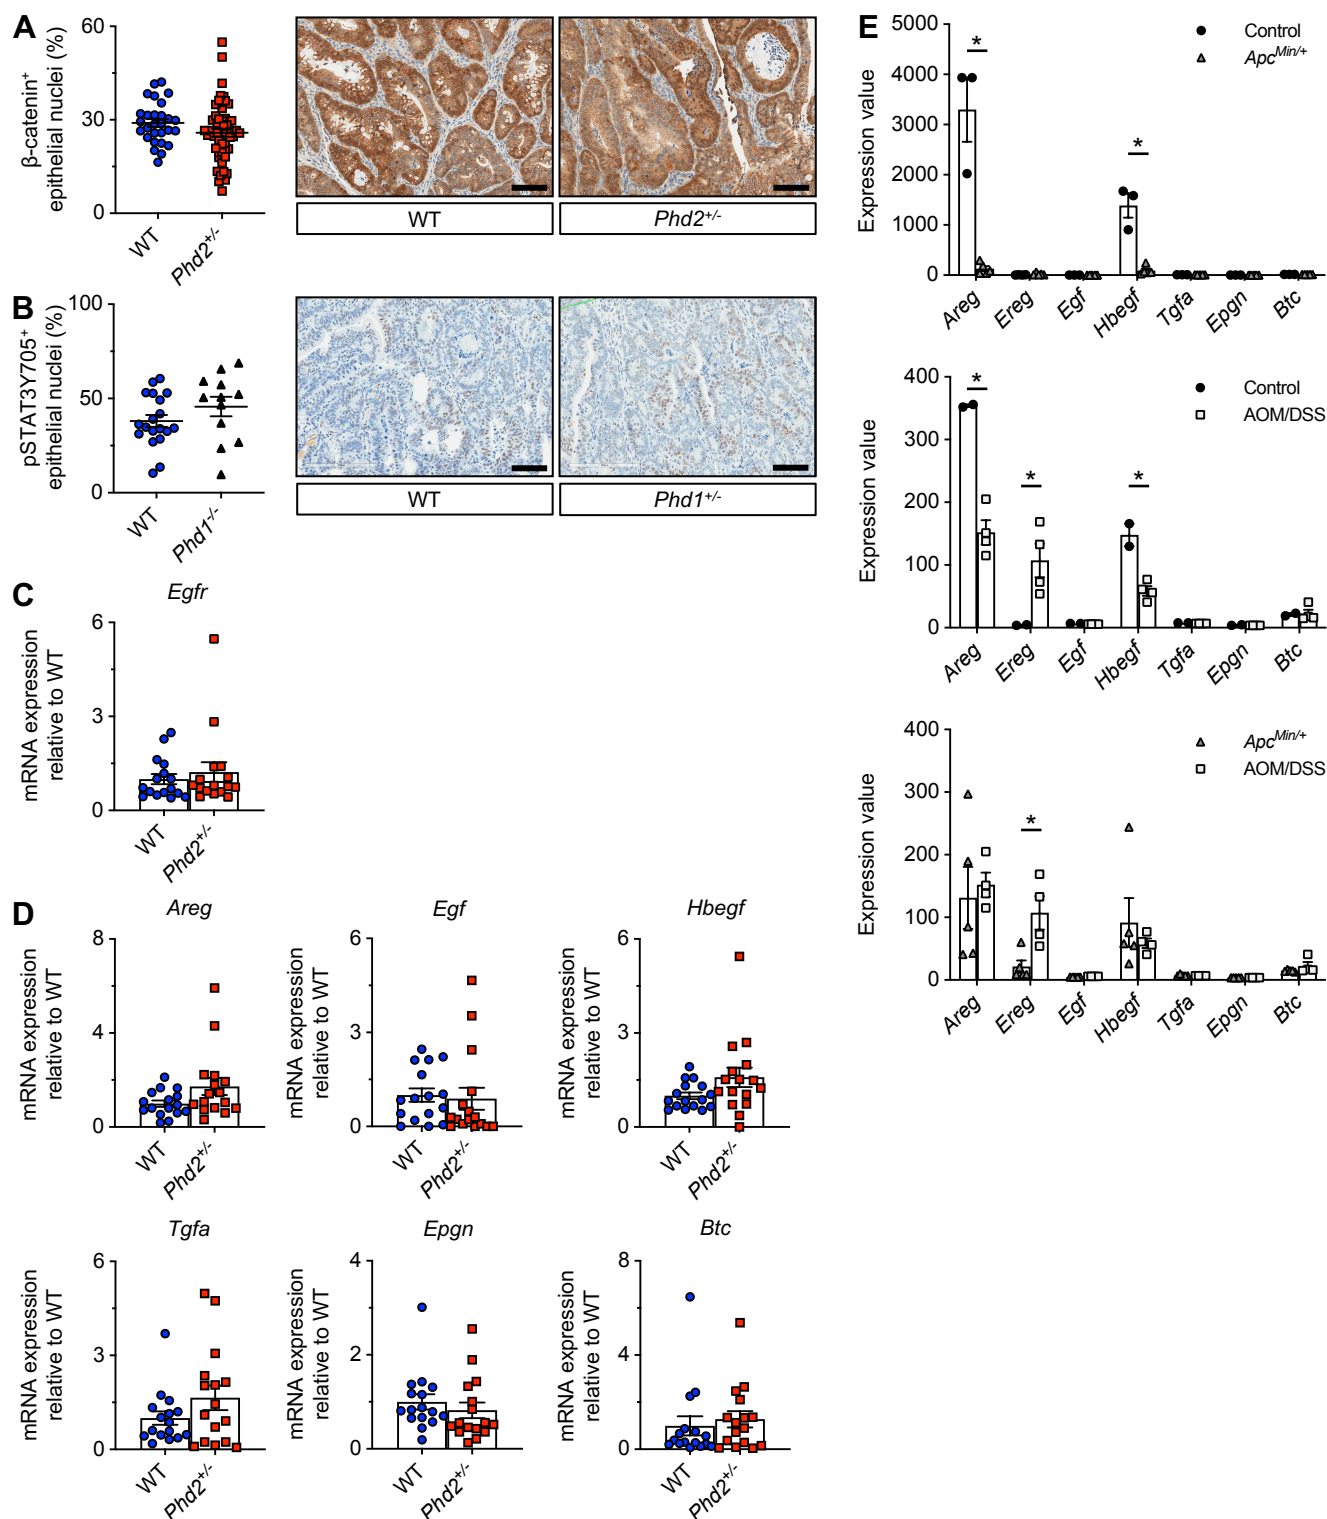 A
β-catenin⁺
epithelial nuclei (%)
60
30
0
WT
Phd2⁺/⁻
WT
Phd2⁺/⁻
B
pSTAT3Y705⁺
epithelial nuclei (%)
100
50
0
WT
Phd1⁻/⁻
WT
Phd1⁺/⁻
C
Egfr
mRNA expression
relative to WT
6
3
0
WT
Phd2⁺/⁻
D
Areg
mRNA expression
relative to WT
8
4
0
WT
Phd2⁺/⁻
Egf
mRNA expression
relative to WT
6
3
0
WT
Phd2⁺/⁻
Hbegf
mRNA expression
relative to WT
6
3
0
WT
Phd2⁺/⁻
Tgfa
mRNA expression
relative to WT
6
3
0
WT
Phd2⁺/⁻
Epgn
mRNA expression
relative to WT
4
2
0
WT
Phd2⁺/⁻
Btc
mRNA expression
relative to WT
8
4
0
WT
Phd2⁺/⁻
E
Expression value
5000
4000
3000
2000
1000
0
*
*
Control
Apc^Min/+
Areg
Ereg
Egf
Hbegf
Tgfa
Epgn
Btc
Expression value
400
300
200
100
0
*
*
*
Control
AOM/DSS
Areg
Ereg
Egf
Hbegf
Tgfa
Epgn
Btc
Expression value
400
300
200
100
0
*
Apc^Min/+
AOM/DSS
Areg
Ereg
Egf
Hbegf
Tgfa
Epgn
Btc